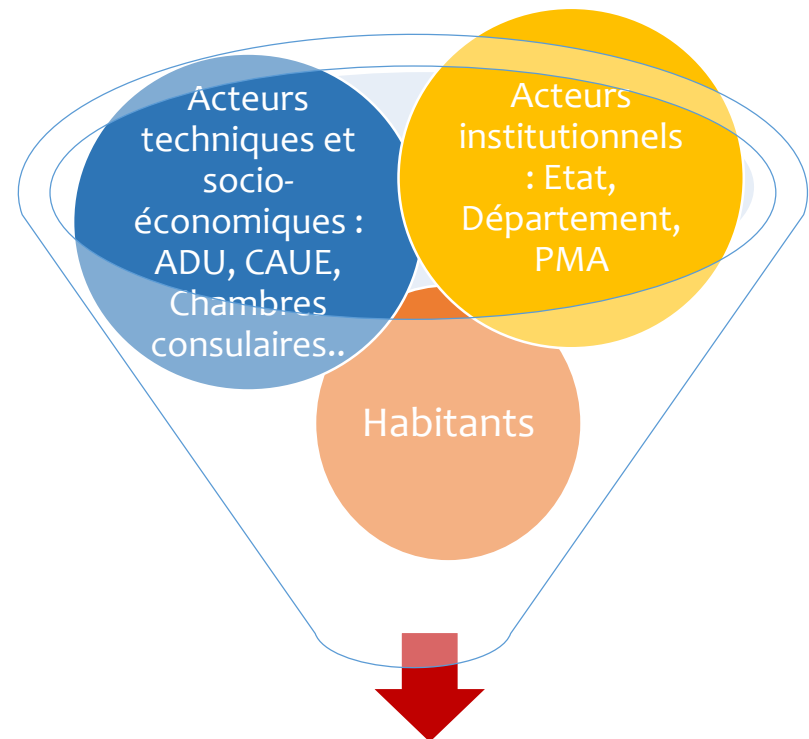 Acteurs
techniques et
socio-
économiques :
ADU, CAUE,
Chambres
consulaires..
Acteurs
institutionnels
: Etat,
Département,
PMA
Habitants